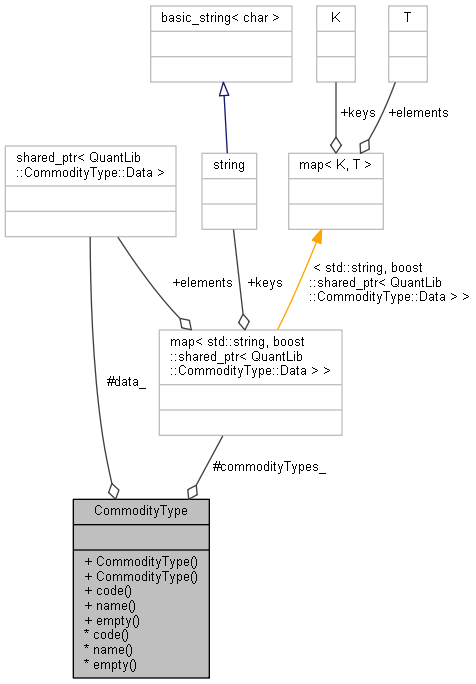 basic_string< char >
K
T
+keys
+elements
shared_ptr< QuantLib
::CommodityType::Data >
string
map< K, T >
< std::string, boost
::shared_ptr< QuantLib
::CommodityType::Data > >
+elements
+keys
map< std::string, boost
::shared_ptr< QuantLib
::CommodityType::Data > >
#data_
#commodityTypes_
CommodityType
+ CommodityType()
+ CommodityType()
+ code()
+ name()
+ empty()
* code()
* name()
* empty()